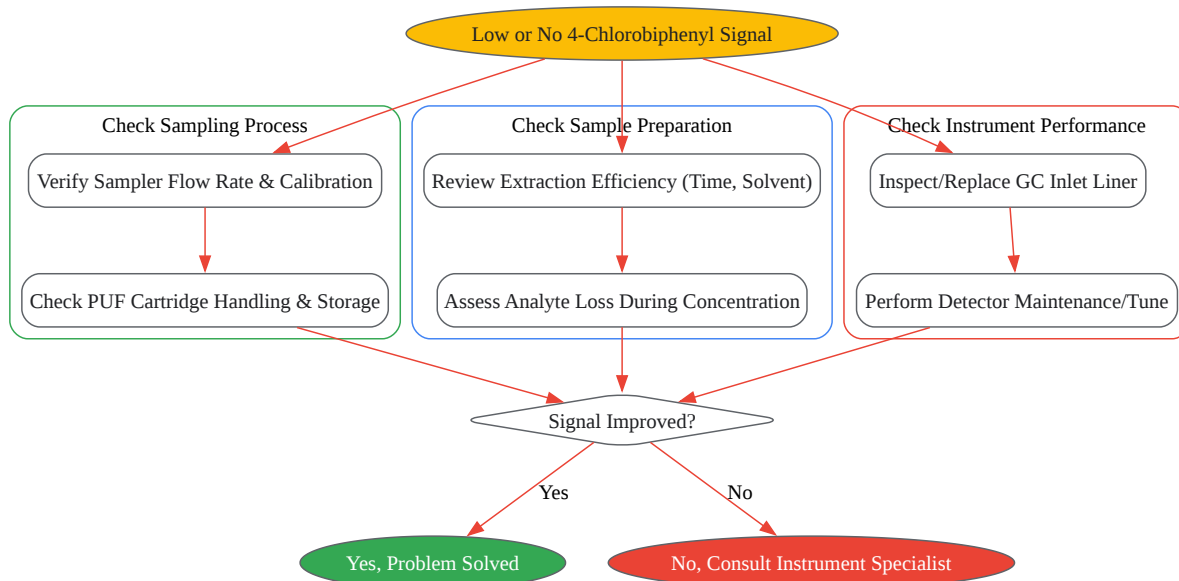 Low or No 4-Chlorobiphenyl Signal
Check Sampling Process
Verify Sampler Flow Rate & Calibration
Check PUF Cartridge Handling & Storage
Check Sample Preparation
Review Extraction Efficiency (Time, Solvent)
Assess Analyte Loss During Concentration
Check Instrument Performance
Inspect/Replace GC Inlet Liner
Perform Detector Maintenance/Tune
Signal Improved?
Yes
No
Yes, Problem Solved
No, Consult Instrument Specialist